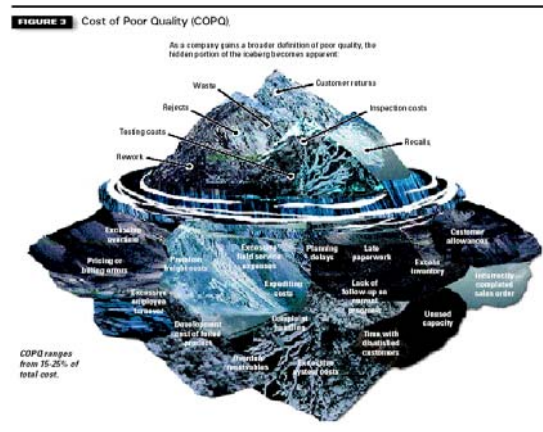 FIGURE 3 Cost of Poor Quality (COPQ)
As a company gains a broader definition of poor quality, the
hidden portion of the iceberg becomes apparent:
Waste
Customer returns
Rejects
Inspection costs
Testing costs
Recalls
Rework
Excessive
overtime
Pricing or
billing errors
Premium
freight costs
Excessive
field service
expenses
Planning
delays
Late
paperwork
Customer
allowances
Excess
inventory
Incorrectly
completed
sales order
Excessive
employee
turnover
Expediting
costs
Lack of
follow-up on
current
Unused
capacity
Development
cost of failed
product
Complaint
handling
Time with
disatisfied
customers
Overdue
receivables
Excessive
system costs
COPQ ranges
from 15-25% of
total cost.